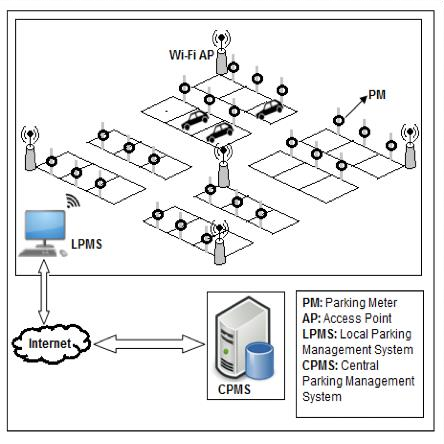 Wi-Fi AP
PM
LPMS
Internet
CPMS
PM: Parking Meter
AP: Access Point
LPMS: Local Parking
Management System
CPMS: Central
Parking Management
System